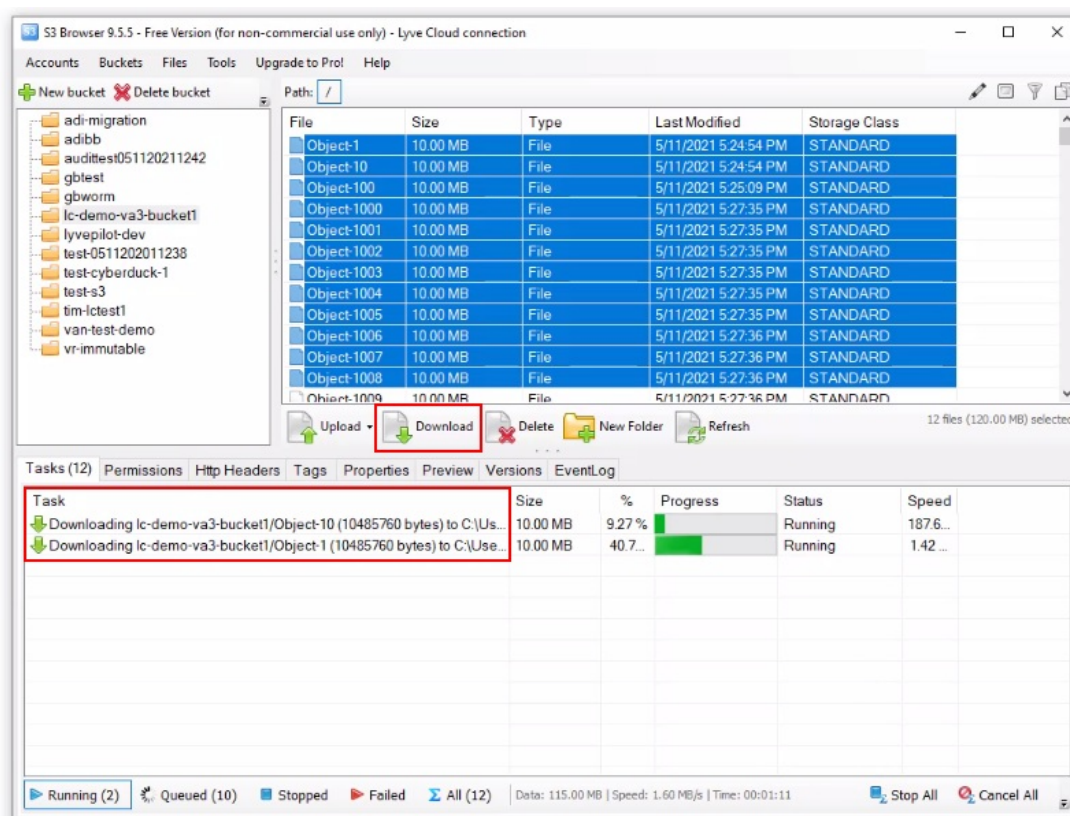 S3 Browser 9.5.5 - Free Version (for non-commercial use only) - Lyve Cloud connection
Accounts Buckets Files Tools Upgrade to Pro! Help
New bucket Delete bucket
Path: /
adi-migration
adibb
audittest051120211242
gbtest
gbworm
lc-demo-va3-bucket1
lyvepilot-dev
test-0511202011238
test-cyberduck-1
test-s3
tim-lctest1
van-test-demo
vr-immutable
File Size Type Last Modified Storage Class
Object-1 10.00 MB File 5/11/2021 5:24:54 PM STANDARD
Object-10 10.00 MB File 5/11/2021 5:24:54 PM STANDARD
Object-100 10.00 MB File 5/11/2021 5:25:09 PM STANDARD
Object-1000 10.00 MB File 5/11/2021 5:27:35 PM STANDARD
Object-1001 10.00 MB File 5/11/2021 5:27:35 PM STANDARD
Object-1002 10.00 MB File 5/11/2021 5:27:35 PM STANDARD
Object-1003 10.00 MB File 5/11/2021 5:27:35 PM STANDARD
Object-1004 10.00 MB File 5/11/2021 5:27:35 PM STANDARD
Object-1005 10.00 MB File 5/11/2021 5:27:35 PM STANDARD
Object-1006 10.00 MB File 5/11/2021 5:27:36 PM STANDARD
Object-1007 10.00 MB File 5/11/2021 5:27:36 PM STANDARD
Object-1008 10.00 MB File 5/11/2021 5:27:36 PM STANDARD
Object-1009 10.00 MB File 5/11/2021 5:27:36 PM STANDARD
Upload Download Delete New Folder Refresh 12 files (120.00 MB) selected
Tasks (12) Permissions Http Headers Tags Properties Preview Versions EventLog
Task Size % Progress Status Speed
Downloading lc-demo-va3-bucket1/Object-10 (10485760 bytes) to C:\Us... 10.00 MB 9.27 % Running 187.6...
Downloading lc-demo-va3-bucket1/Object-1 (10485760 bytes) to C:\Use... 10.00 MB 40.7... Running 1.42 ...
Running (2) Queued (10) Stopped Failed All (12) Data: 115.00 MB | Speed: 1.60 MB/s | Time: 00:01:11 Stop All Cancel All